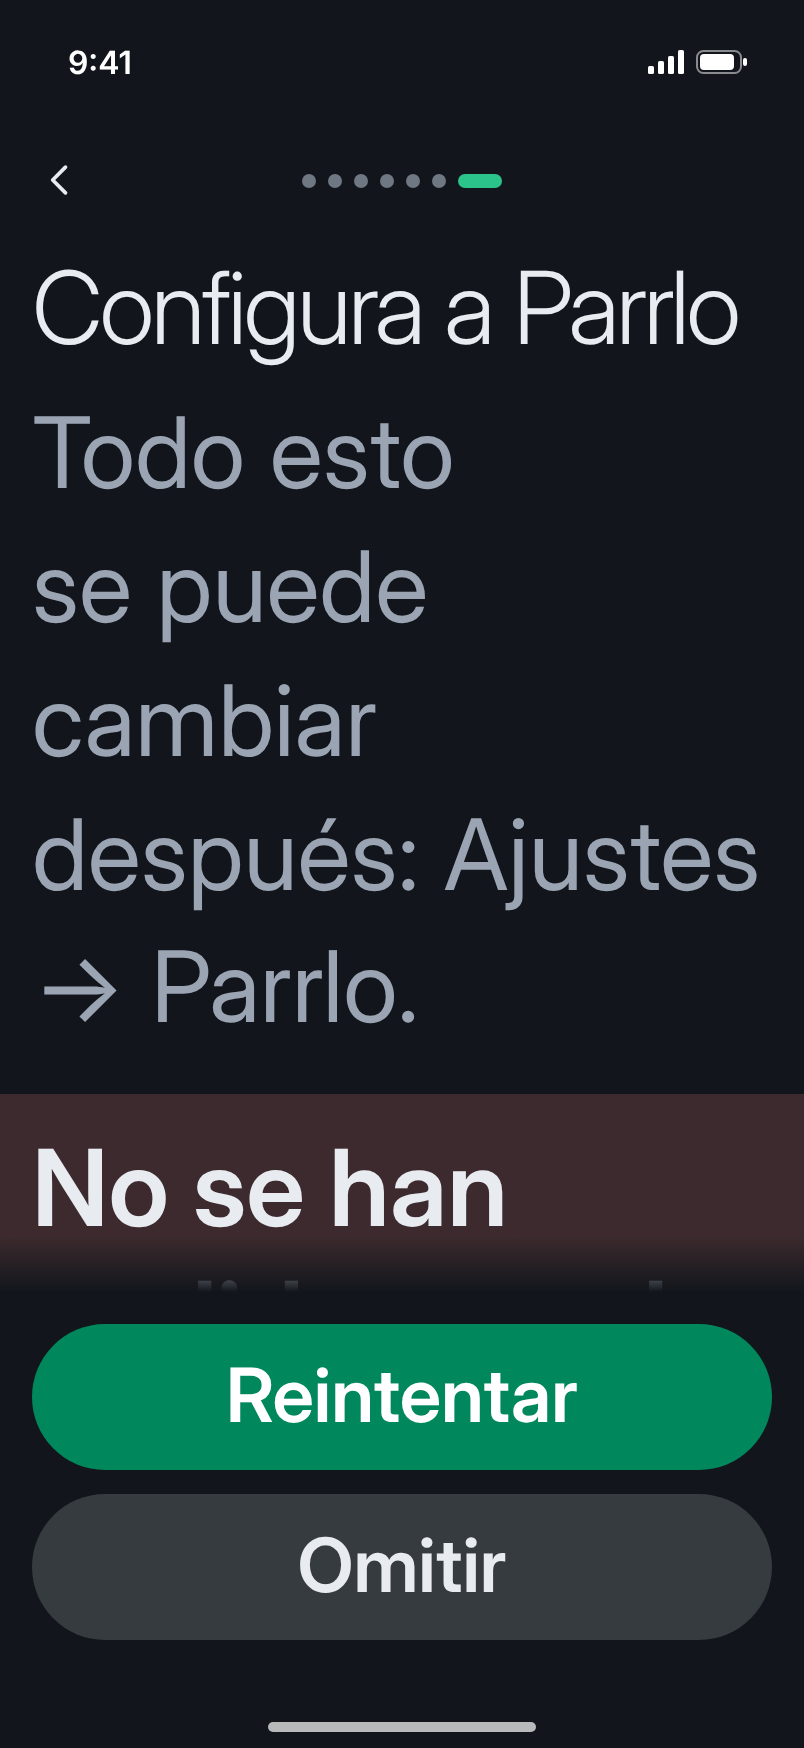 9:41
Configura a Parrlo
Todo esto
se puede
cambiar
después: Ajustes
→ Parrlo.
No se han
Reintentar
Omitir